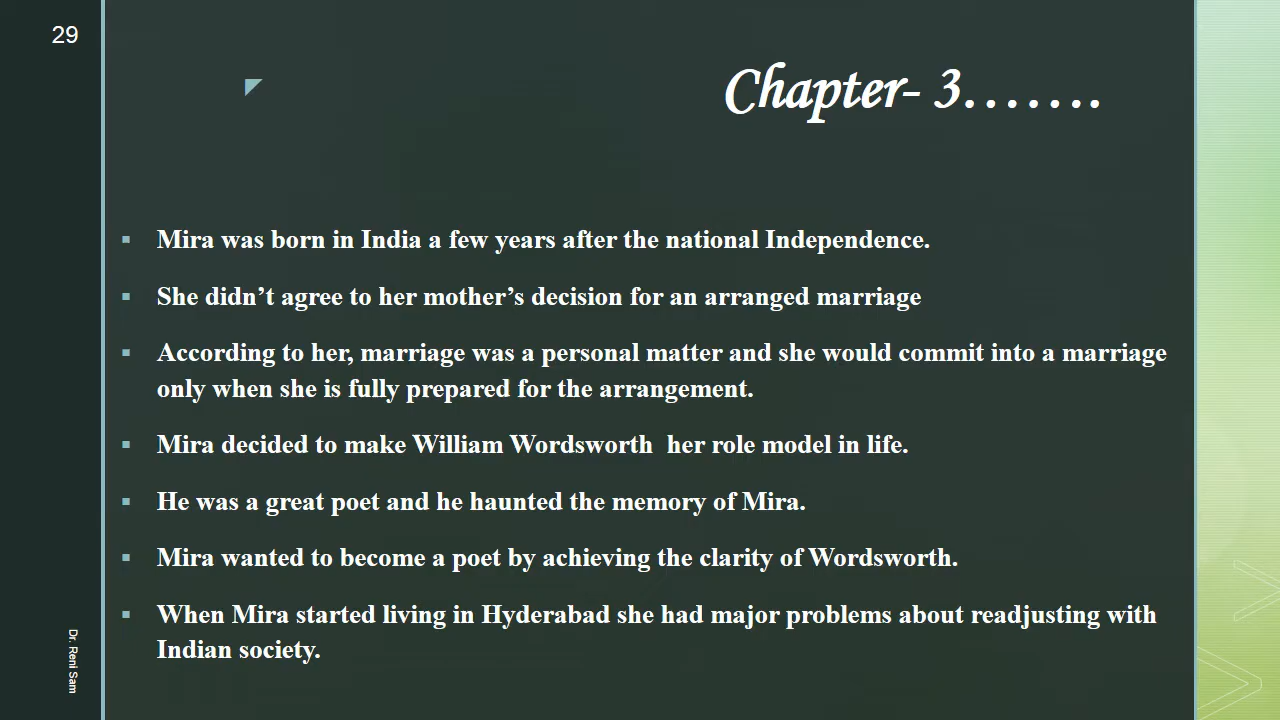 29
Chapter- 3.......
▪ Mira was born in India a few years after the national Independence.
▪ She didn’t agree to her mother’s decision for an arranged marriage
▪ According to her, marriage was a personal matter and she would commit into a marriage
only when she is fully prepared for the arrangement.
▪ Mira decided to make William Wordsworth  her role model in life.
▪ He was a great poet and he haunted the memory of Mira.
▪ Mira wanted to become a poet by achieving the clarity of Wordsworth.
▪ When Mira started living in Hyderabad she had major problems about readjusting with
Indian society.
Dr. Reni Sam